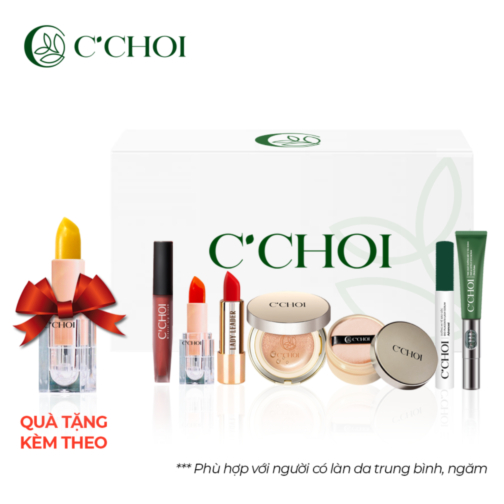 C'CHOI
C'CHOI
C'CHOI
C'CHOI
LADY LEADER
C'CHOI
C'CHOI
C'CHOI
C'CHOI
QUÀ TẶNG
KÈM THEO
*** Phù hợp với người có làn da trung bình, ngăm